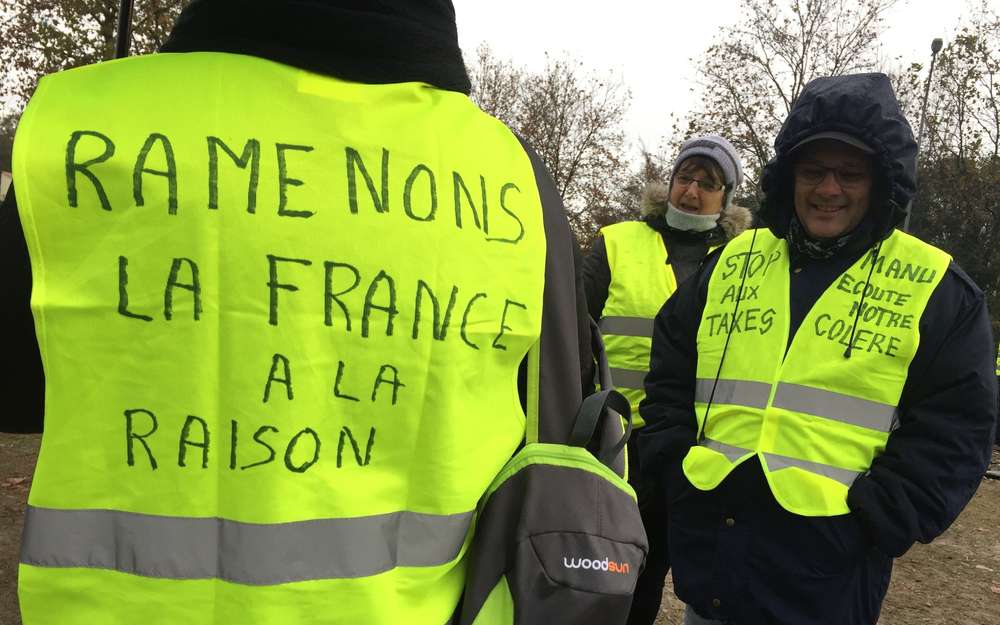 RAMENONS
LA FRANCE
A LA
RAISON
woodsun
STOP
AUX
TAXES
MANU
ECOUTE
NOTRE
COLERE